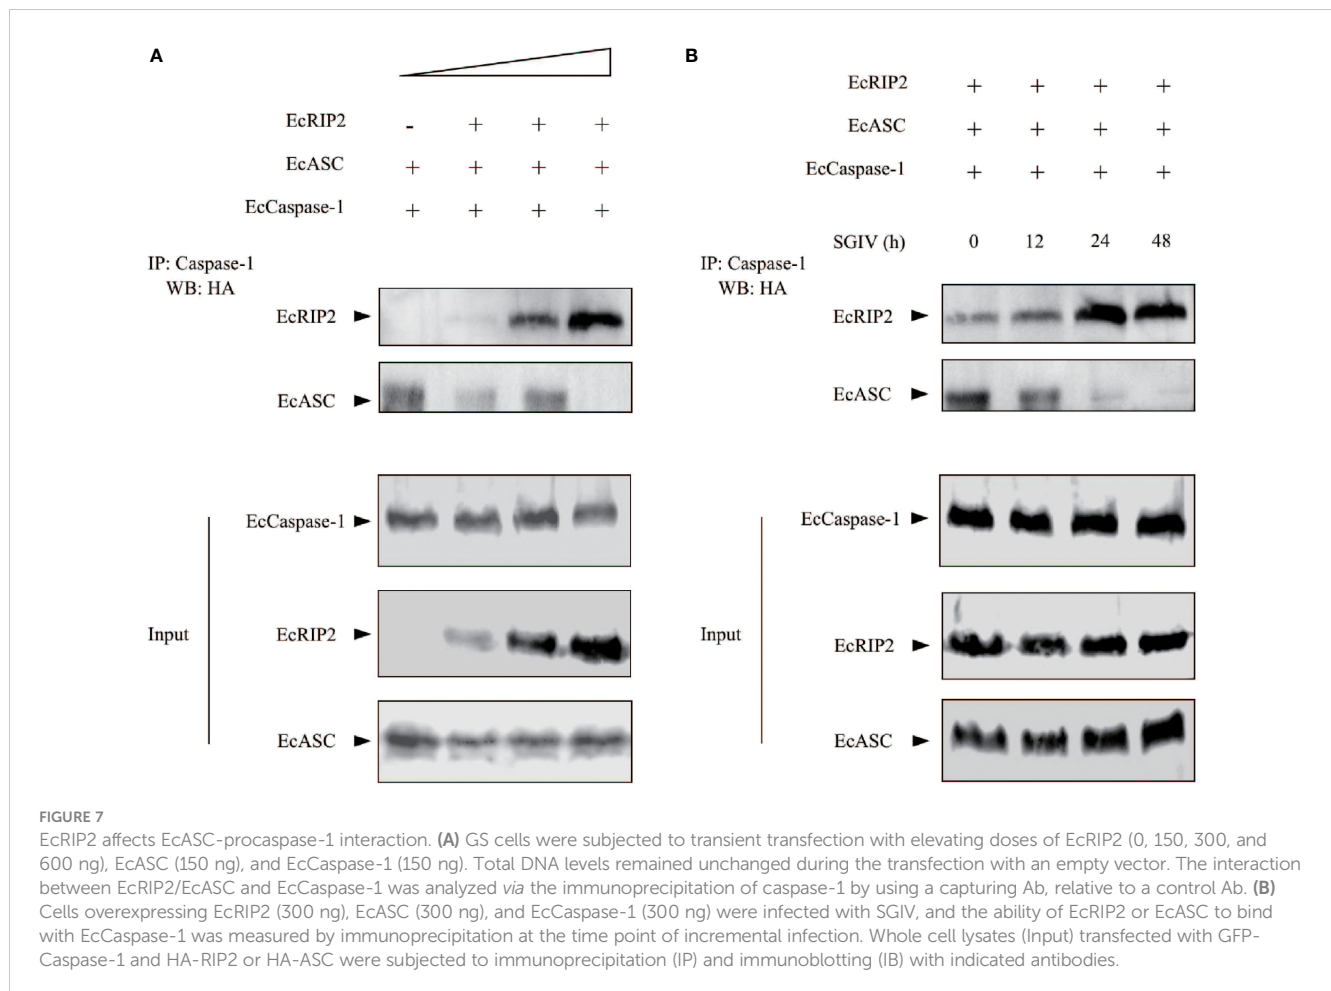 A
EcRIP2 - + + +
EcASC + + + +
EcCaspase-1 + + + +
IP: Caspase-1
WB: HA
EcRIP2
EcASC
EcCaspase-1
Input
EcRIP2
EcASC
B
EcRIP2 + + + +
EcASC + + + +
EcCaspase-1 + + + +
SGIV (h) 0 12 24 48
IP: Caspase-1
WB: HA
EcRIP2
EcASC
EcCaspase-1
Input
EcRIP2
EcASC
FIGURE 7
EcRIP2 affects EcASC-procaspase-1 interaction. (A) GS cells were subjected to transient transfection with elevating doses of EcRIP2 (0, 150, 300, and
600 ng), EcASC (150 ng), and EcCaspase-1 (150 ng). Total DNA levels remained unchanged during the transfection with an empty vector. The interaction
between EcRIP2/EcASC and EcCaspase-1 was analyzed via the immunoprecipitation of caspase-1 by using a capturing Ab, relative to a control Ab. (B)
Cells overexpressing EcRIP2 (300 ng), EcASC (300 ng), and EcCaspase-1 (300 ng) were infected with SGIV, and the ability of EcRIP2 or EcASC to bind
with EcCaspase-1 was measured by immunoprecipitation at the time point of incremental infection. Whole cell lysates (Input) transfected with GFP-
Caspase-1 and HA-RIP2 or HA-ASC were subjected to immunoprecipitation (IP) and immunoblotting (IB) with indicated antibodies.